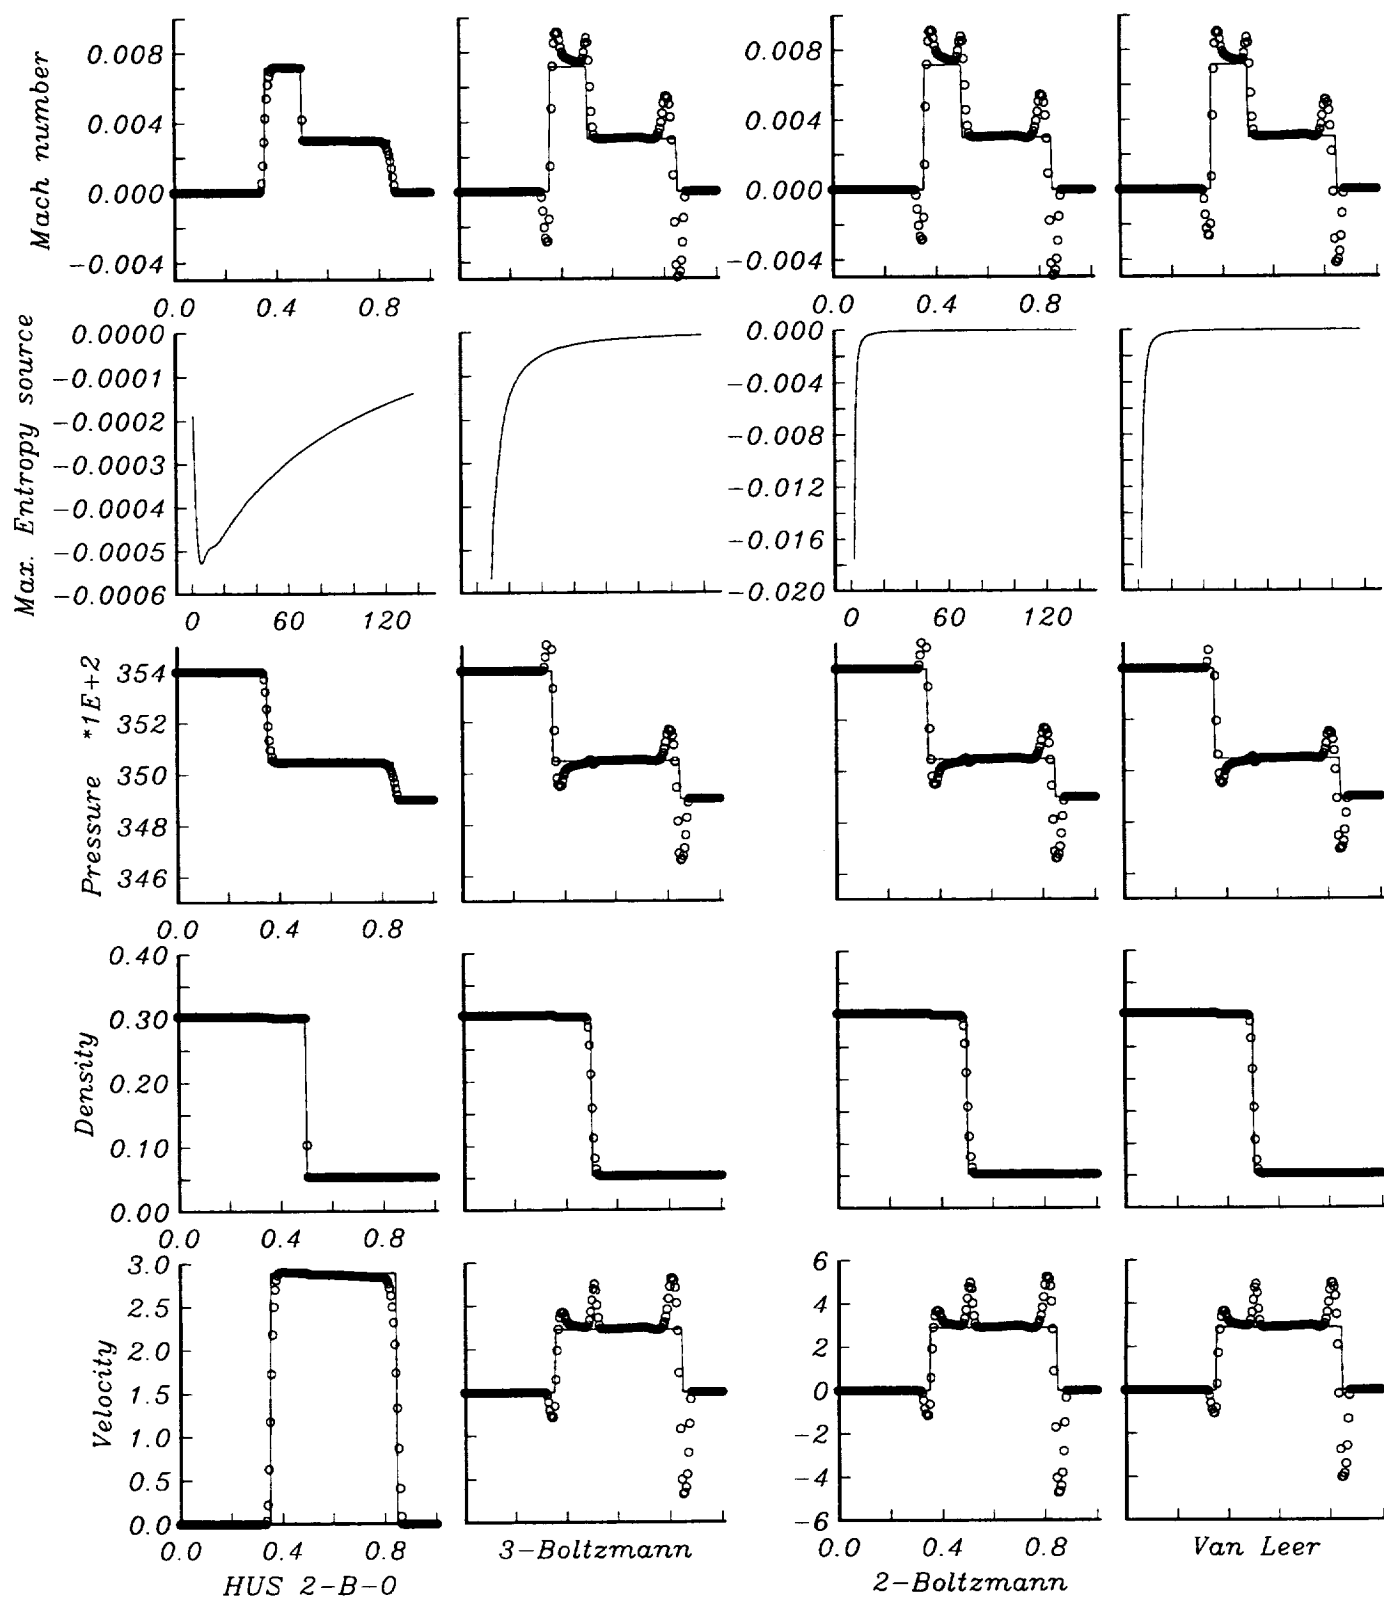 Mach number
0.008
0.004
0.000
-0.004
0.0 0.4 0.8
0.008
0.004
0.000
-0.004
0.0 0.4 0.8
Max. Entropy source
0.0000
-0.0001
-0.0002
-0.0003
-0.0004
-0.0005
-0.0006
0 60 120
0.000
-0.004
-0.008
-0.012
-0.016
-0.020
0 60 120
Pressure *1E+2
354
352
350
348
346
0.0 0.4 0.8
Density
0.40
0.30
0.20
0.10
0.00
0.0 0.4 0.8
Velocity
3.0
2.5
2.0
1.5
1.0
0.5
0.0
0.0 0.4 0.8
6
4
2
0
-2
-4
-6
0.0 0.4 0.8
HUS 2-B-0
3-Boltzmann
2-Boltzmann
Van Leer